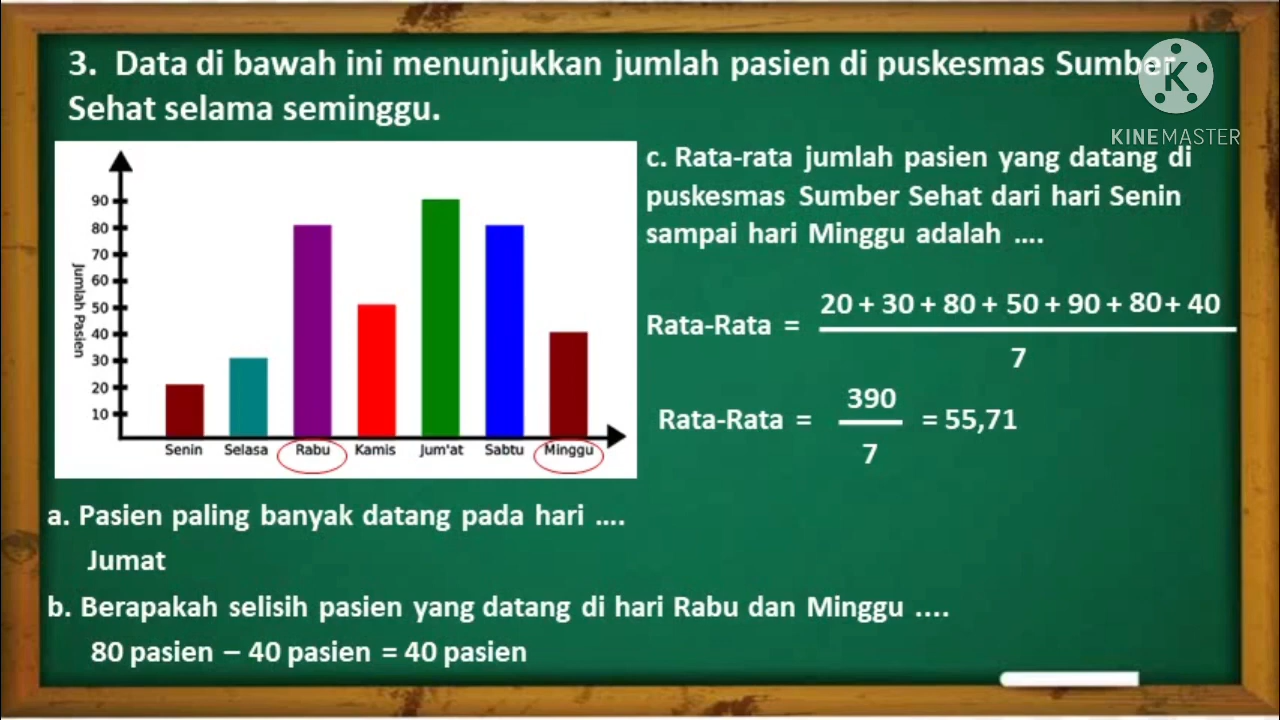 3. Data di bawah ini menunjukkan jumlah pasien di puskesmas Sumber
Sehat selama seminggu.
K
KINEMASTER
90
80
70
60
50
40
30
20
10
Jumlah Pasien
Senin Selasa Rabu Kamis Jum'at Sabtu Minggu
c. Rata-rata jumlah pasien yang datang di
puskesmas Sumber Sehat dari hari Senin
sampai hari Minggu adalah ....
20 + 30 + 80 + 50 + 90 + 80 + 40
Rata-Rata =
7
390
Rata-Rata = = 55,71
7
a. Pasien paling banyak datang pada hari ....
Jumat
b. Berapakah selisih pasien yang datang di hari Rabu dan Minggu ....
80 pasien – 40 pasien = 40 pasien